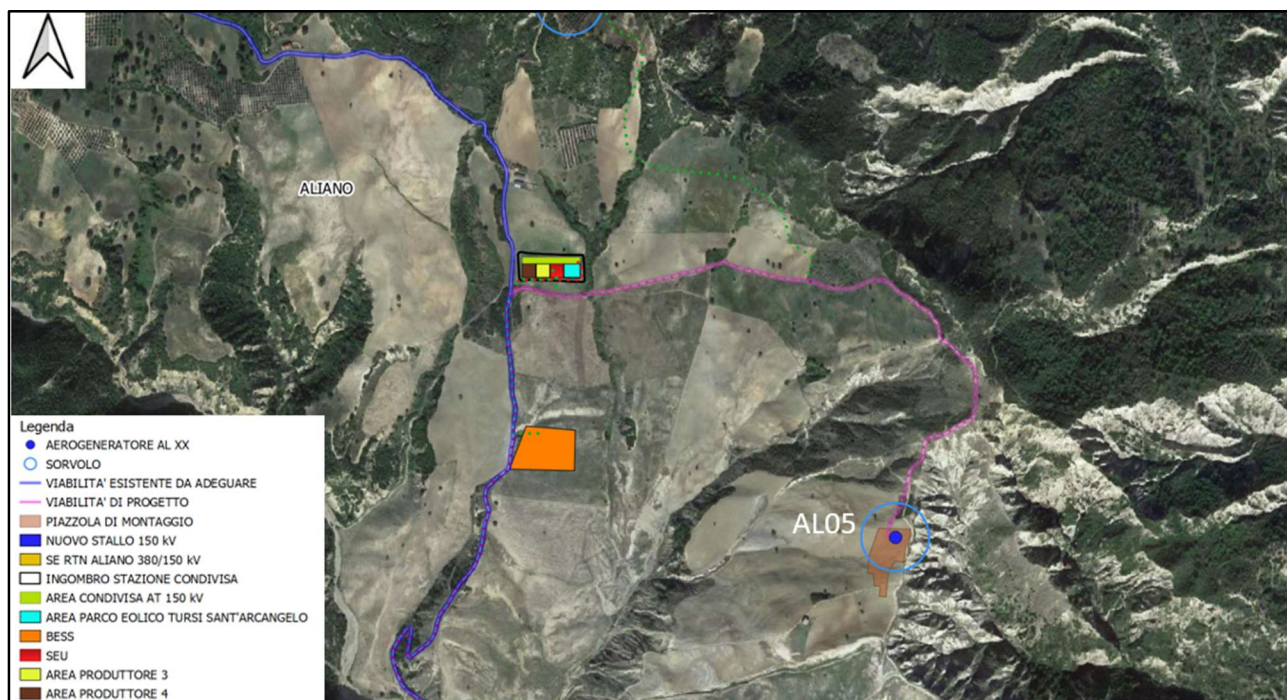 ALIANO
AL05
Legenda
AEROGENERATORE AL XX
SORVOLO
VIABILITA' ESISTENTE DA ADEGUARE
VIABILITA' DI PROGETTO
PIAZZOLA DI MONTAGGIO
NUOVO STALLO 150 kV
SE RTN ALIANO 380/150 kV
INGOMBRO STAZIONE CONDIVISA
AREA CONDIVISA AT 150 kV
AREA PARCO EOLICO TURSI SANT'ARCANGELO
BESS
SEU
AREA PRODUTTORE 3
AREA PRODUTTORE 4